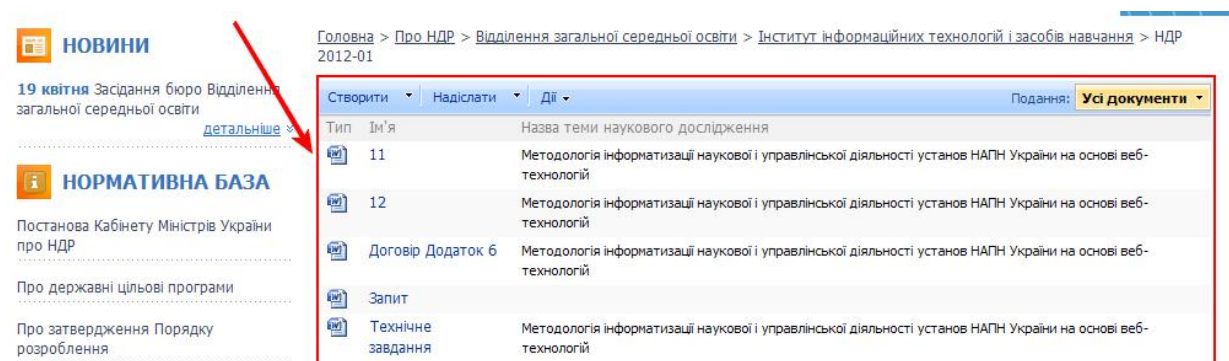 НОВИНИ
19 квітня Засідання бюро Відділення
загальної середньої освіти
детальніше
НОРМАТИВНА БАЗА
Постанова Кабінету Міністрів України
про НДР
Про державні цільові програми
Про затвердження Порядку
розроблення
Головна > Про НДР > Відділення загальної середньої освіти > Інститут інформаційних технологій і засобів навчання > НДР
2012-01
Створити Надіслати Дії Подання: Усі документи
Тип Ім'я Назва теми наукового дослідження
11 Методологія інформатизації наукової і управлінської діяльності установ НАПН України на основі веб-
технологій
12 Методологія інформатизації наукової і управлінської діяльності установ НАПН України на основі веб-
технологій
Договір Додаток 6 Методологія інформатизації наукової і управлінської діяльності установ НАПН України на основі веб-
технологій
Запит
Технічне Методологія інформатизації наукової і управлінської діяльності установ НАПН України на основі веб-
завдання технологій